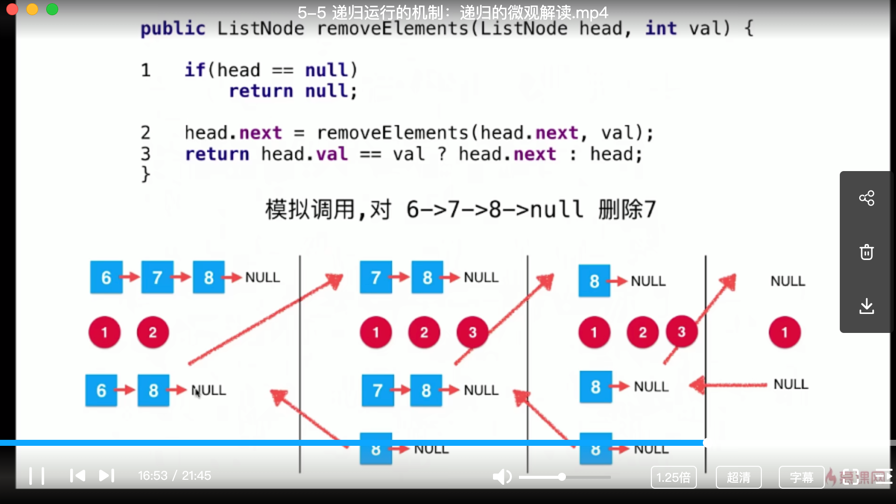 5-5 递归运行的机制：递归的微观解读.mp4
public ListNode removeElements(ListNode head, int val) {
1 if(head == null)
return null;
2 head.next = removeElements(head.next, val);
3 return head.val == val ? head.next : head;
}
模拟调用,对 6->7->8->null 删除7
6 7 8 NULL 7 8 NULL 8 NULL NULL
1 2 1 2 3 1 2 3 1
6 8 NULL 7 8 NULL 8 NULL NULL
8 NULL 8 NULL
16:53 / 21:45 1.25倍 超清 字幕 慕课网